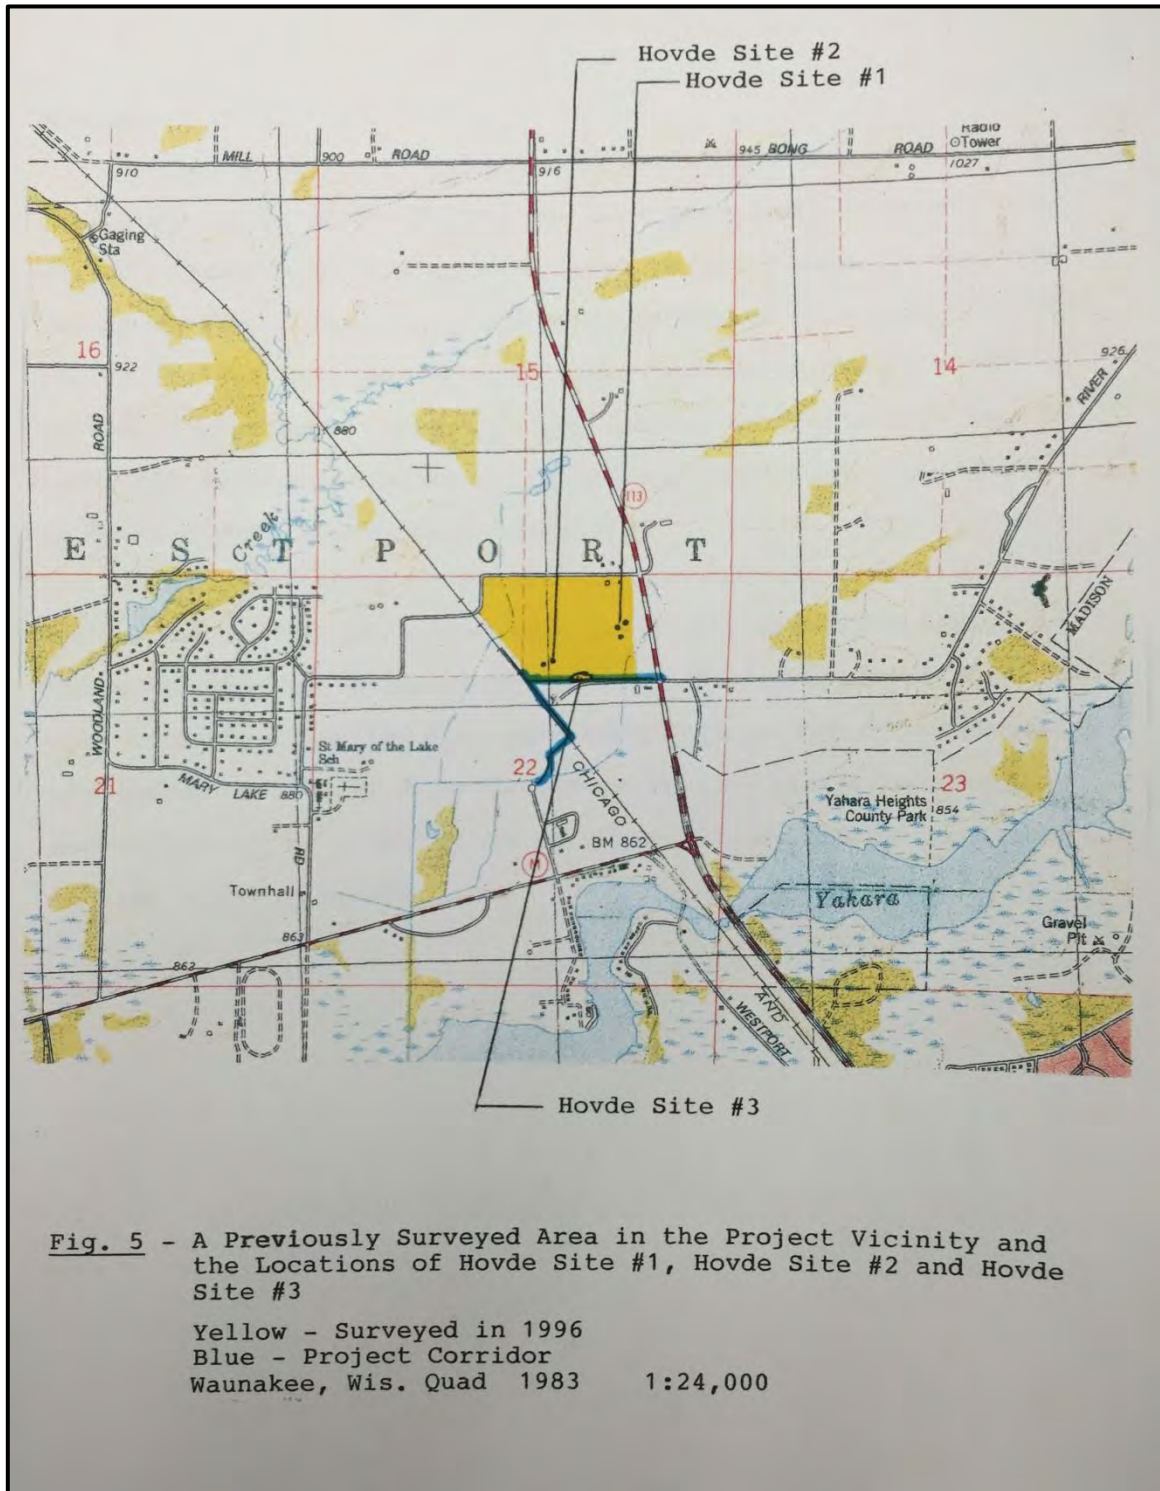 Hovde Site #2
Hovde Site #1
Radio
Tower
MILL
900
ROAD
945 BONG
ROAD
1027
910
916
Gaging
Sta
16
922
15
14
926
RIVER
ROAD
880
113
Creek
E S T P O R T
MADISON
WOODLAND
St Mary of the Lake
Sch
22
CHICAGO
21
MARY LAKE 880
23
Yahara Heights
County Park
854
BM 862
M
RD
Townhall
Yahara
Gravel
Pit
863
862
AND
WESTPORT
Hovde Site #3
Fig. 5 - A Previously Surveyed Area in the Project Vicinity and
the Locations of Hovde Site #1, Hovde Site #2 and Hovde
Site #3
Yellow - Surveyed in 1996
Blue - Project Corridor
Waunakee, Wis. Quad 1983 1:24,000